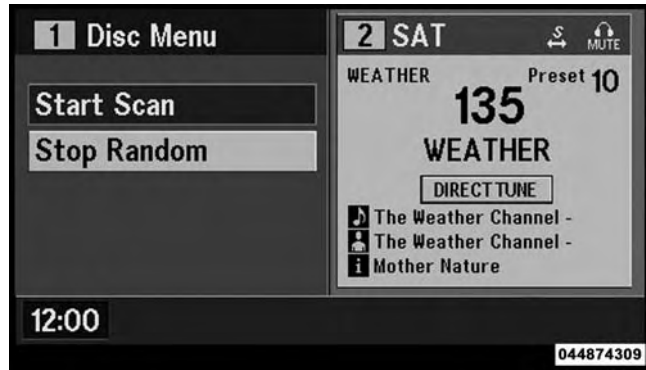 1 Disc Menu
Start Scan
Stop Random
2 SAT
S
MUTE
WEATHER Preset 10
135
WEATHER
DIRECT TUNE
The Weather Channel -
The Weather Channel -
i Mother Nature
12:00
044874309